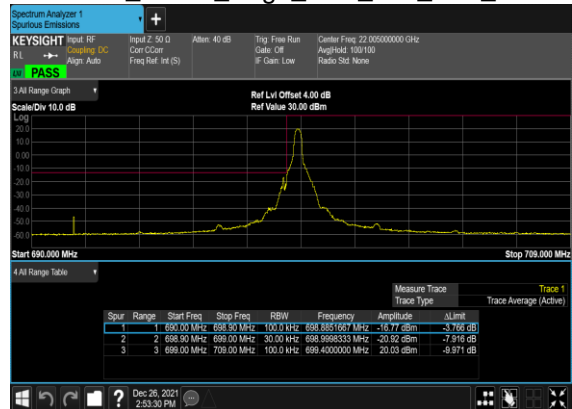 Spectrum Analyzer 1
Spurious Emissions
KEYSIGHT Input: RF Input Z: 50 Ω Atten: 40 dB Trig: Free Run Center Freq: 22.005000000 GHz
RL Coupling: DC Corr CCorr Gate: Off Avg|Hold: 100/100
Align: Auto Freq Ref: Int (S) IF Gain: Low Radio Std: None
PASS
3 All Range Graph Ref Lvl Offset 4.00 dB
Scale/Div 10.0 dB Ref Value 30.00 dBm
Log
20.0
10.0
0.00
-10.0
-20.0
-30.0
-40.0
-50.0
-60.0
Start 690.000 MHz Stop 709.000 MHz
4 All Range Table
Measure Trace Trace 1
Trace Type Trace Average (Active)
Spur Range Start Freq Stop Freq RBW Frequency Amplitude ΔLimit
1 1 690.00 MHz 698.90 MHz 100.0 kHz 698.8851667 MHz -16.77 dBm -3.766 dB
2 2 698.90 MHz 699.00 MHz 30.00 kHz 698.9998333 MHz -20.92 dBm -7.916 dB
3 3 699.00 MHz 709.00 MHz 100.0 kHz 699.4000000 MHz 20.03 dBm -9.971 dB
? Dec 26, 2021
2:53:30 PM